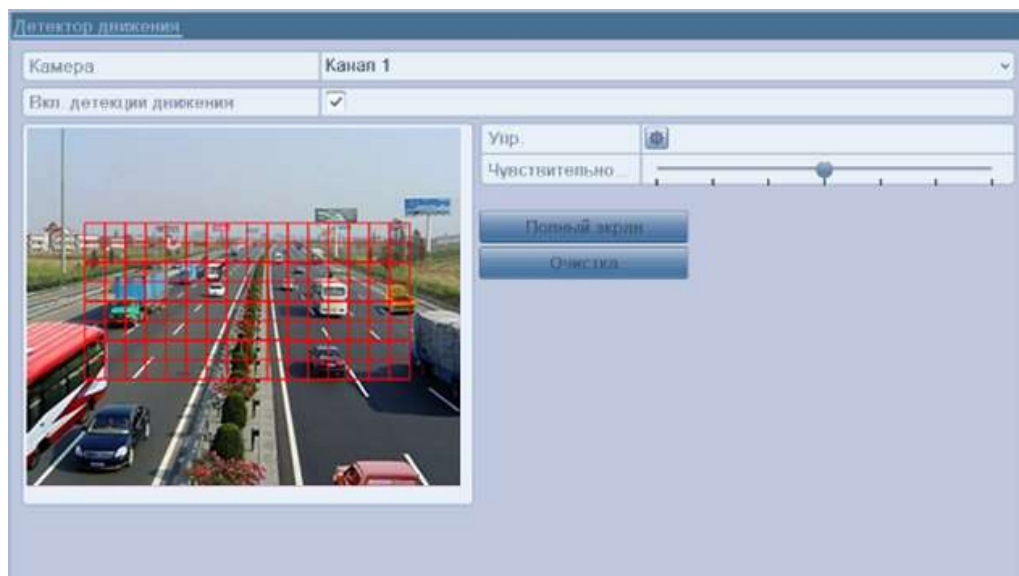 Детектор движения
Камера
Канал 1
Вкл. детекции движения
Упр.
Чувствительно...
Полный экран
Очистка